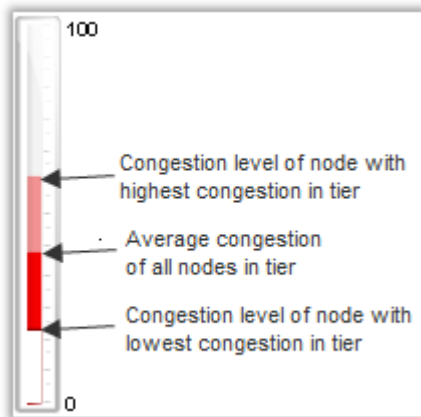 100
Congestion level of node with
highest congestion in tier
Average congestion
of all nodes in tier
Congestion level of node with
lowest congestion in tier
0